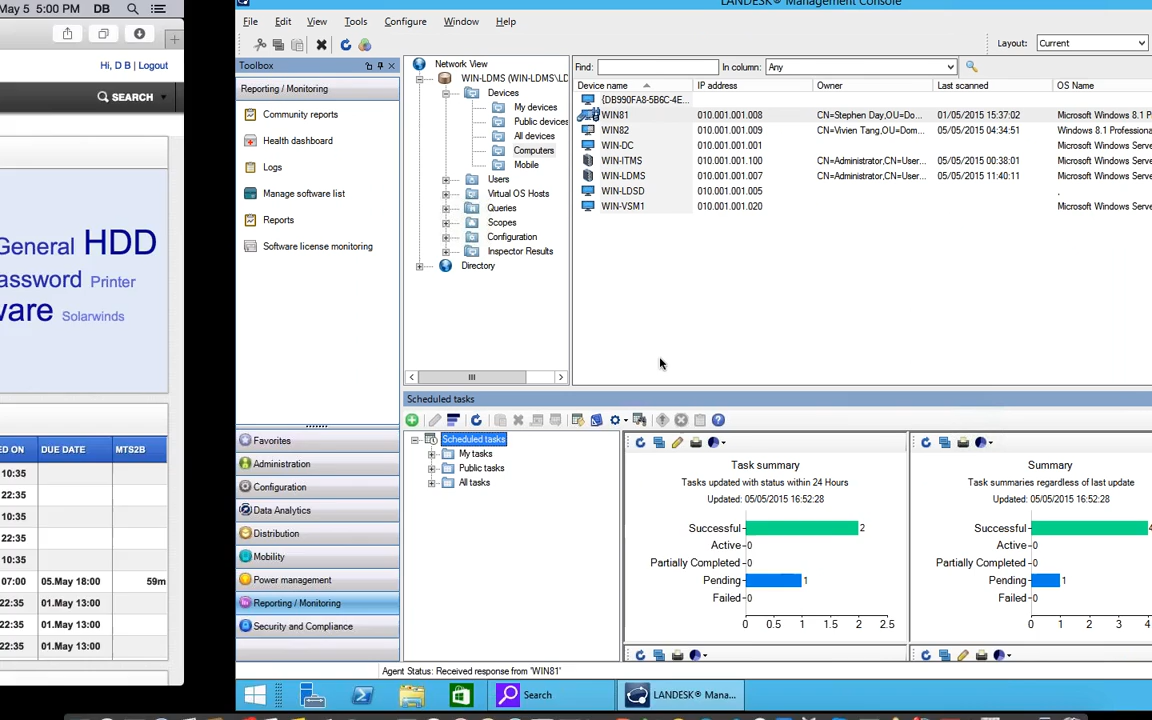 May 5 5:00 PM DB
Hi, D B | Logout
SEARCH
General HDD
assword Printer
ware Solarwinds
ED ON DUE DATE MTS2B
10:35
22:35
10:35
22:35
10:35
07:00 05.May 18:00 59m
22:35 01.May 13:00
22:35 01.May 13:00
22:35 01.May 13:00
LANDESK® Management Console
File Edit View Tools Configure Window Help
Layout: Current
Toolbox
Reporting / Monitoring
Community reports
Health dashboard
Logs
Manage software list
Reports
Software license monitoring
Favorites
Administration
Configuration
Data Analytics
Distribution
Mobility
Power management
Reporting / Monitoring
Security and Compliance
Network View
WIN-LDMS (WIN-LDMS\LD
Devices
My devices
Public devices
All devices
Computers
Mobile
Users
Virtual OS Hosts
Queries
Scopes
Configuration
Inspector Results
Directory
Find: In column: Any
Device name IP address Owner Last scanned OS Name
{DB990FA8-5B6C-4E...
WIN81 010.001.001.008 CN=Stephen Day,OU=Do... 01/05/2015 15:37:02 Microsoft Windows 8.1 P
WIN82 010.001.001.009 CN=Vivien Tang,OU=Dom... 05/05/2015 04:34:51 Windows 8.1 Professiona
WIN-DC 010.001.001.001 Microsoft Windows Serve
WIN-ITMS 010.001.001.100 CN=Administrator,CN=User... 05/05/2015 00:38:01 Microsoft Windows Serve
WIN-LDMS 010.001.001.007 CN=Administrator,CN=User... 05/05/2015 11:40:11 Microsoft Windows Serve
WIN-LDSD 010.001.001.005 .
WIN-VSM1 010.001.001.020 Microsoft Windows Serve
Scheduled tasks
Scheduled tasks
My tasks
Public tasks
All tasks
Task summary
Tasks updated with status within 24 Hours
Updated: 05/05/2015 16:52:28
Successful 2
Active 0
Partially Completed 0
Pending 1
Failed 0
0 0.5 1 1.5 2 2.5
Summary
Task summaries regardless of last update
Updated: 05/05/2015 16:52:28
Successful 4
Active 0
Partially Completed 0
Pending 1
Failed 0
0 1 2 3 4
Agent Status: Received response from 'WIN81'
Search
LANDESK® Mana...